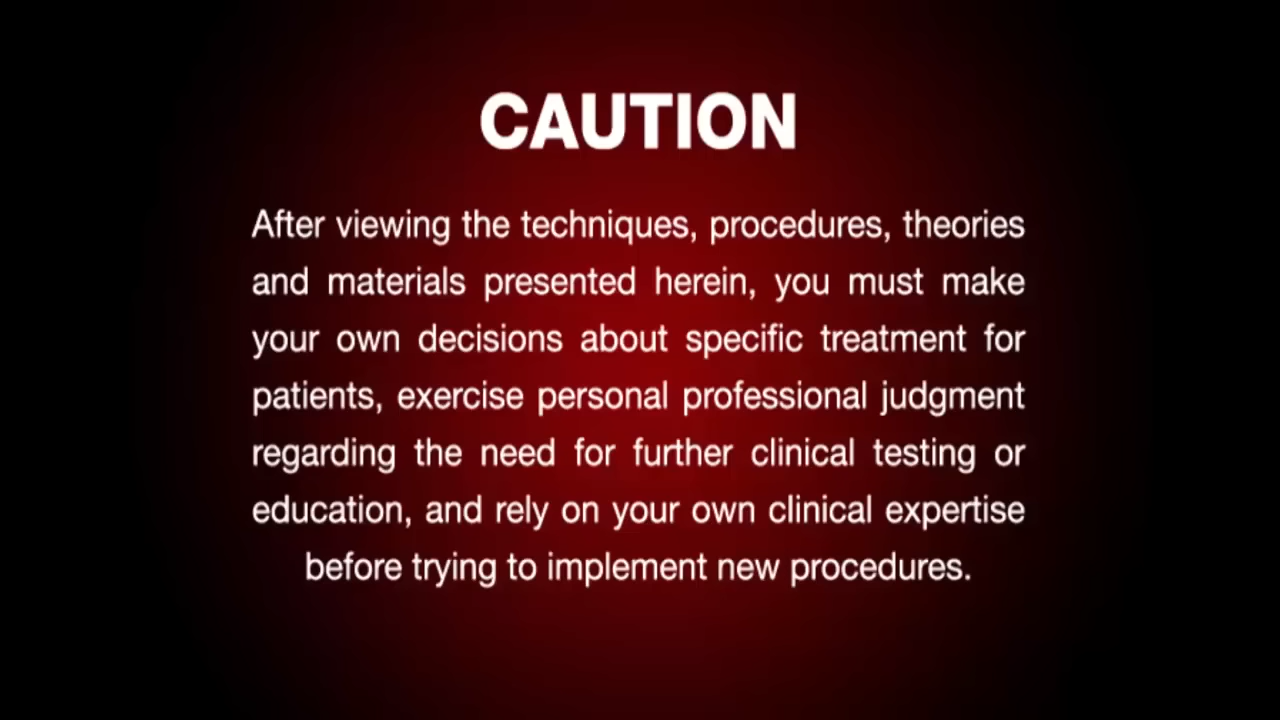 CAUTION
After viewing the techniques, procedures, theories
and materials presented herein, you must make
your own decisions about specific treatment for
patients, exercise personal professional judgment
regarding the need for further clinical testing or
education, and rely on your own clinical expertise
before trying to implement new procedures.